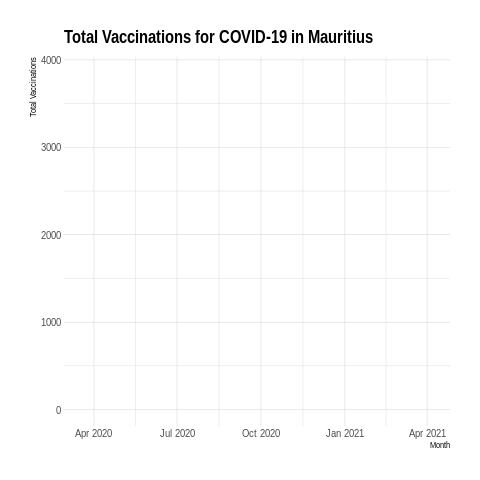 Total Vaccinations for COVID-19 in Mauritius
Total Vaccinations
4000
3000
2000
1000
0
Apr 2020 Jul 2020 Oct 2020 Jan 2021 Apr 2021
Month